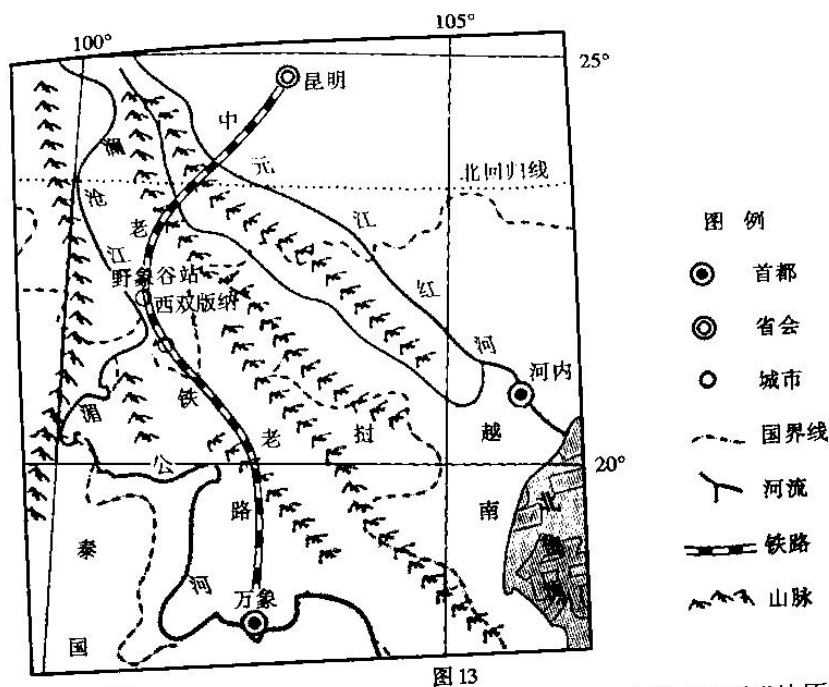 100°
105°
25°
昆明
中
澜
元
北回归线
沧
老
江
江
野象谷站
西双版纳
红
河
河内
铁
湄
老
挝
越
公
20°
路
南
北
泰
河
万象
国
图例
首都
省会
城市
国界线
河流
铁路
山脉
图13